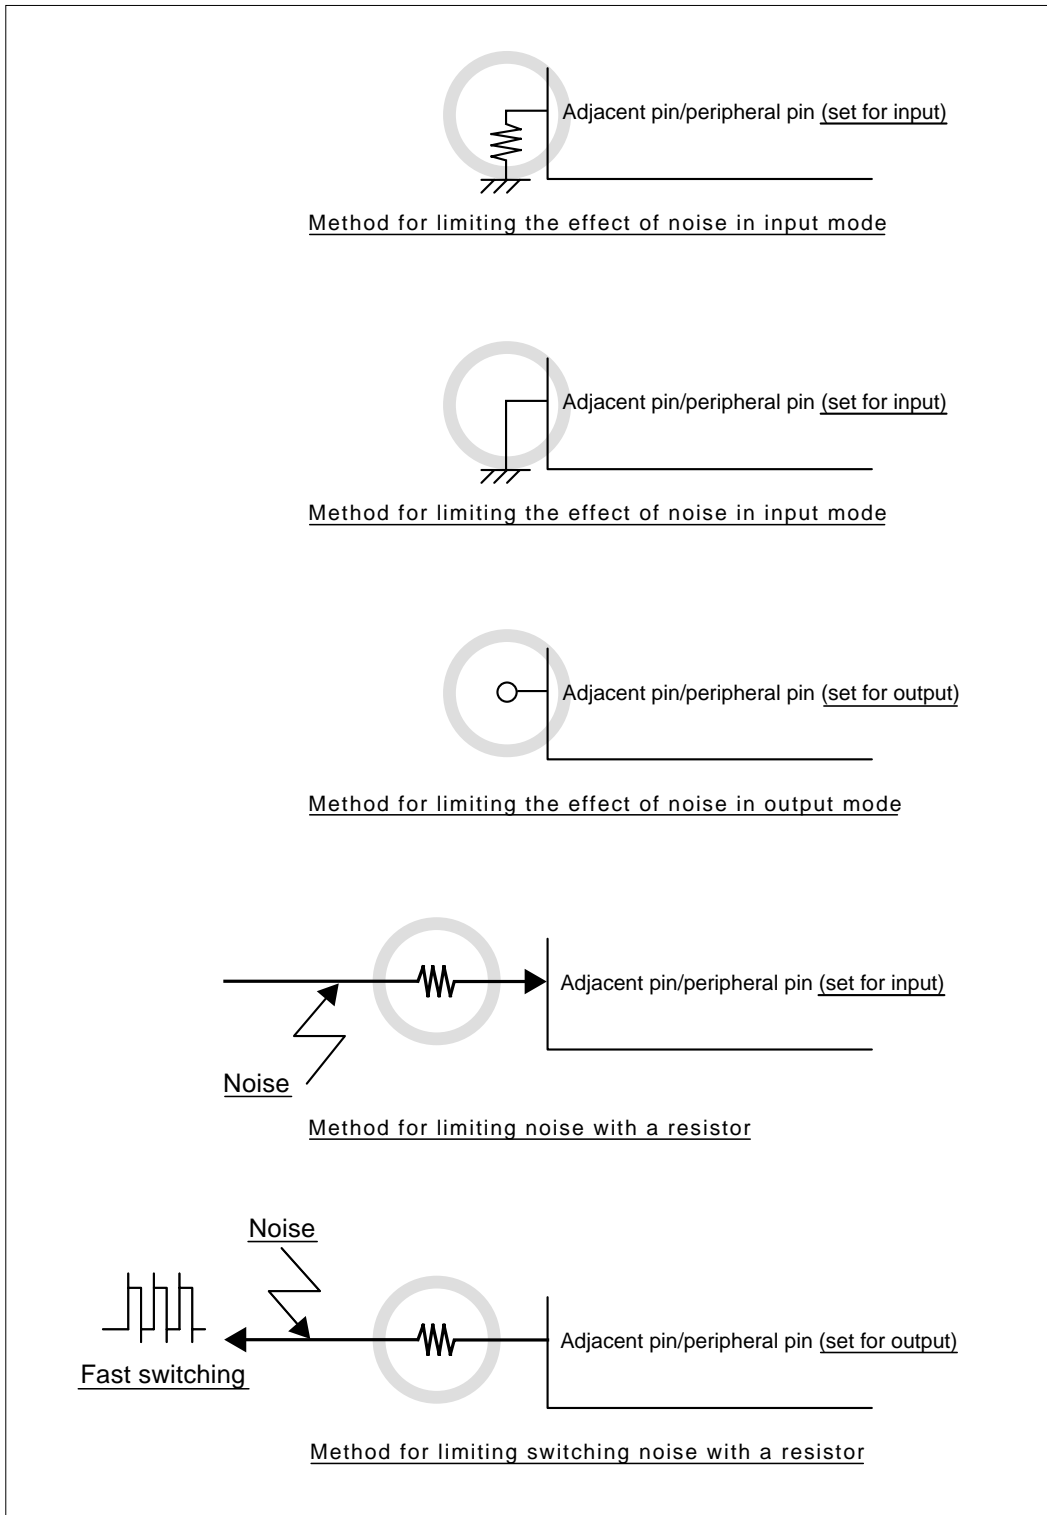 Adjacent pin/peripheral pin (set for input)
Method for limiting the effect of noise in input mode
Adjacent pin/peripheral pin (set for input)
Method for limiting the effect of noise in input mode
Adjacent pin/peripheral pin (set for output)
Method for limiting the effect of noise in output mode
Adjacent pin/peripheral pin (set for input)
Noise
Method for limiting noise with a resistor
Noise
Adjacent pin/peripheral pin (set for output)
Fast switching
Method for limiting switching noise with a resistor